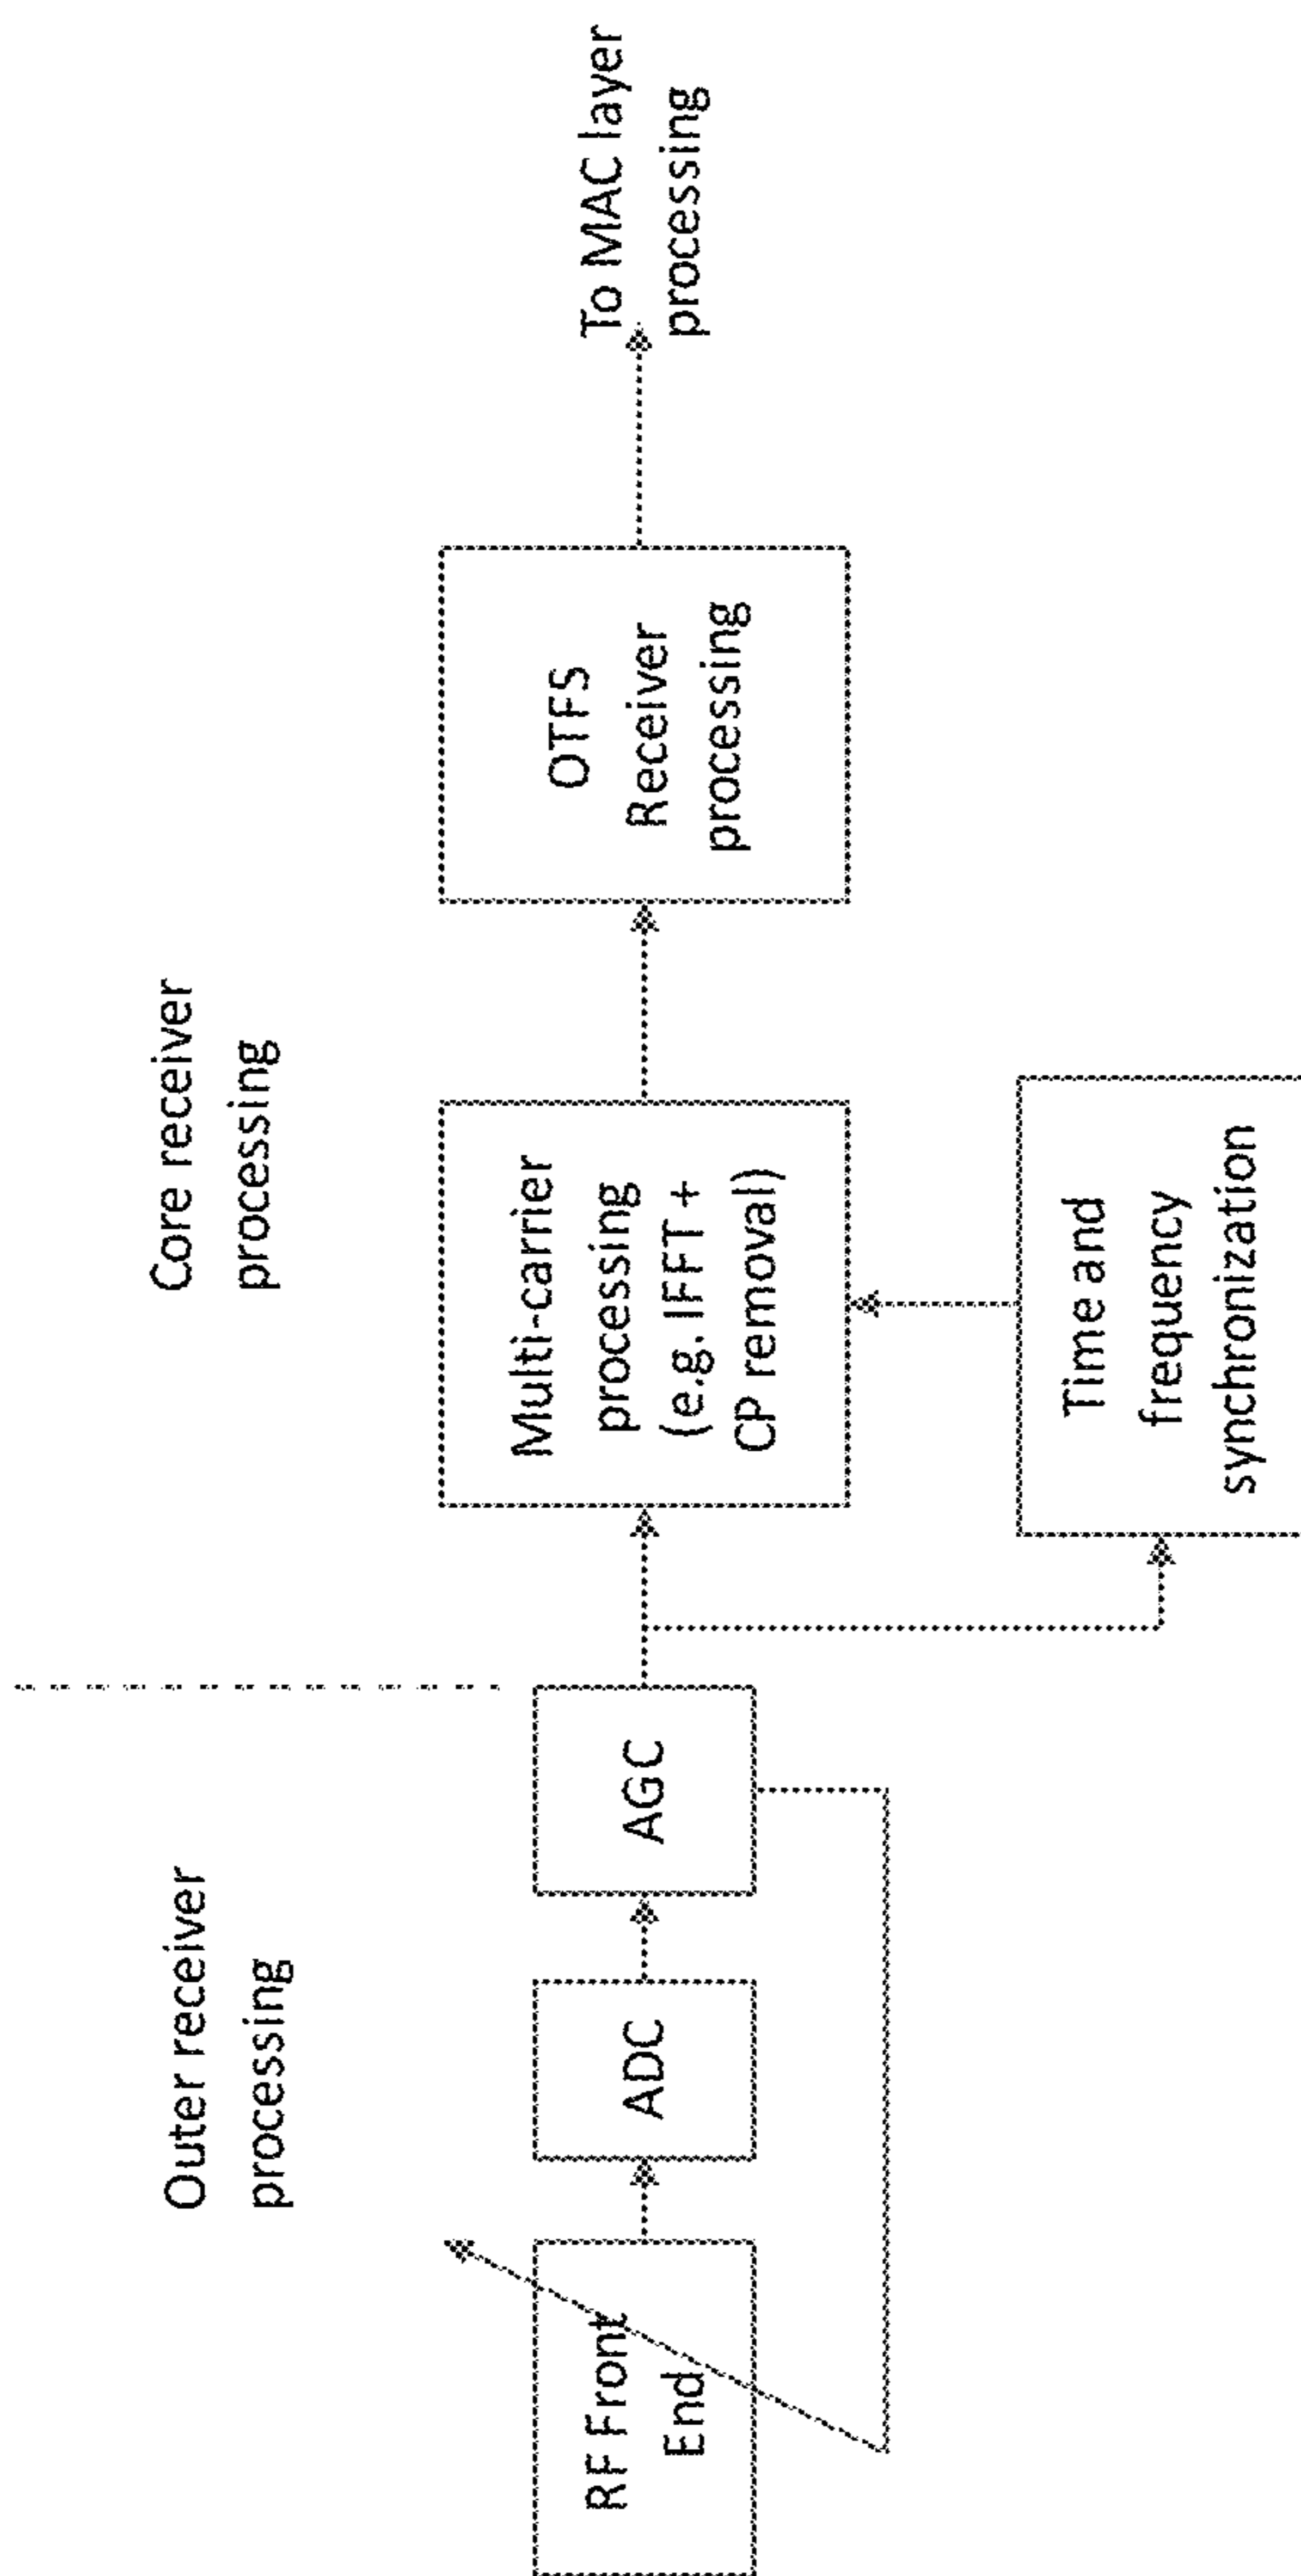 Outer receiver
processing
Core receiver
processing
RF Front
End
ADC
AGC
Multi-carrier
processing
(e.g. IFFT +
CP removal)
OTFS
Receiver
processing
To MAC layer
processing
Time and
frequency
synchronization